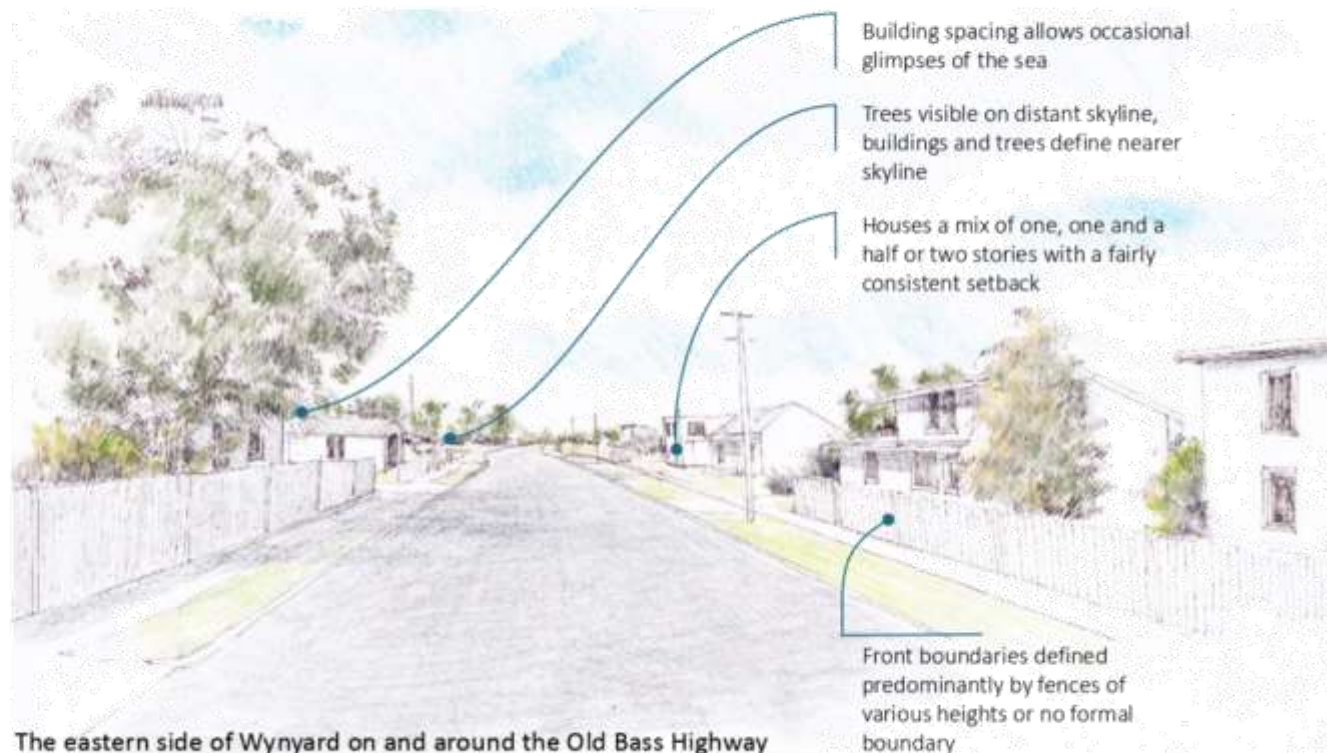 Building spacing allows occasional
glimpses of the sea
Trees visible on distant skyline,
buildings and trees define nearer
skyline
Houses a mix of one, one and a
half or two stories with a fairly
consistent setback
Front boundaries defined
predominantly by fences of
various heights or no formal
boundary
The eastern side of Wynyard on and around the Old Bass Highway